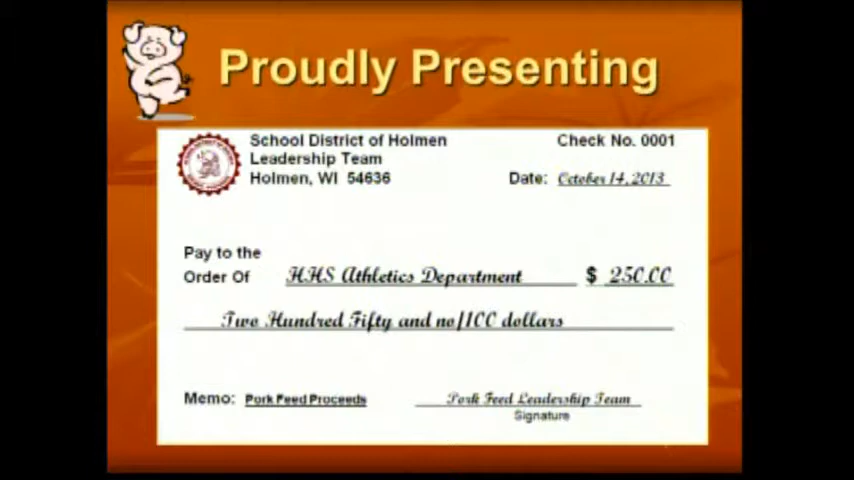 Proudly Presenting
School District of Holmen
Check No. 0001
Leadership Team
Holmen, WI 54636
Date: October 14, 2013
Pay to the
Order Of HHS Athletics Department $ 250.00
Two Hundred Fifty and no/100 dollars
Memo: Pork Feed Proceeds
Pork Feed Leadership Team
Signature